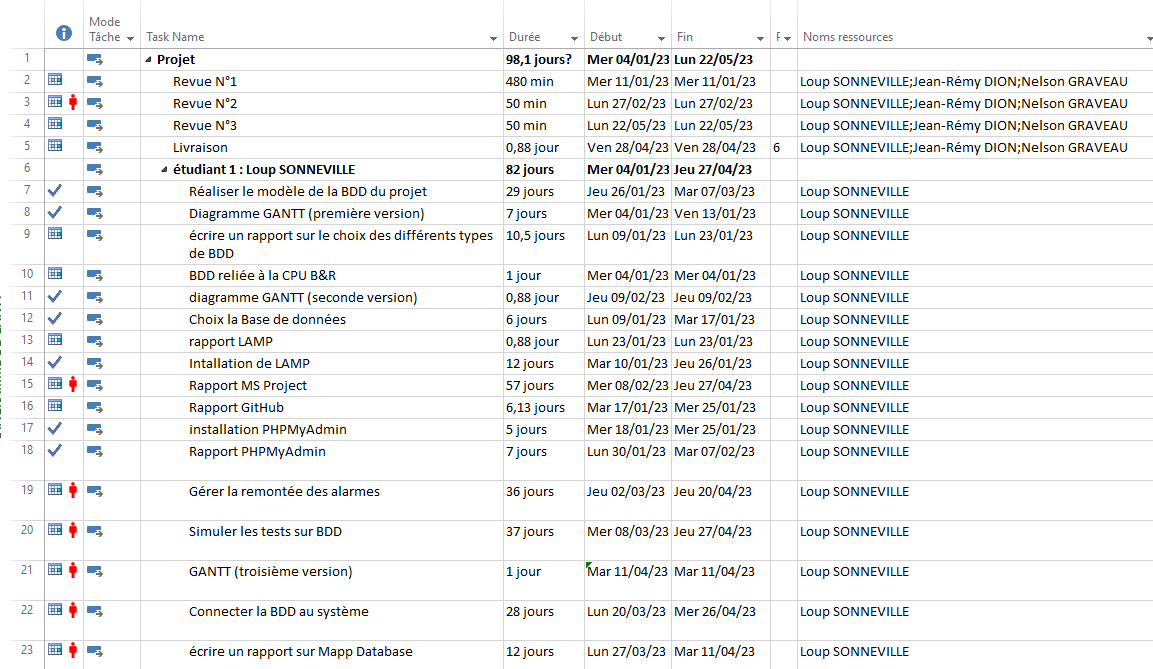 Mode
Tâche Task Name Durée Début Fin Noms ressources
1 Projet 98,1 jours? Mer 04/01/23 Lun 22/05/23
2 Revue N°1 480 min Mer 11/01/23 Mer 11/01/23 Loup SONNEVILLE;Jean-Rémy DION;Nelson GRAVEAU
3 Revue N°2 50 min Lun 27/02/23 Lun 27/02/23 Loup SONNEVILLE;Jean-Rémy DION;Nelson GRAVEAU
4 Revue N°3 50 min Lun 22/05/23 Lun 22/05/23 Loup SONNEVILLE;Jean-Rémy DION;Nelson GRAVEAU
5 Livraison 0,88 jour Ven 28/04/23 Ven 28/04/23 6 Loup SONNEVILLE;Jean-Rémy DION;Nelson GRAVEAU
6 étudiant 1 : Loup SONNEVILLE 82 jours Mer 04/01/23 Jeu 27/04/23
7 Réaliser le modèle de la BDD du projet 29 jours Jeu 26/01/23 Mar 07/03/23 Loup SONNEVILLE
8 Diagramme GANTT (première version) 7 jours Mer 04/01/23 Ven 13/01/23 Loup SONNEVILLE
9 écrire un rapport sur le choix des différents types 10,5 jours Lun 09/01/23 Lun 23/01/23 Loup SONNEVILLE
de BDD
10 BDD reliée à la CPU B&R 1 jour Mer 04/01/23 Mer 04/01/23 Loup SONNEVILLE
11 diagramme GANTT (seconde version) 0,88 jour Jeu 09/02/23 Jeu 09/02/23 Loup SONNEVILLE
12 Choix la Base de données 6 jours Lun 09/01/23 Mar 17/01/23 Loup SONNEVILLE
13 rapport LAMP 0,88 jour Lun 23/01/23 Lun 23/01/23 Loup SONNEVILLE
14 Intallation de LAMP 12 jours Mar 10/01/23 Jeu 26/01/23 Loup SONNEVILLE
15 Rapport MS Project 57 jours Mer 08/02/23 Jeu 27/04/23 Loup SONNEVILLE
16 Rapport GitHub 6,13 jours Mar 17/01/23 Mer 25/01/23 Loup SONNEVILLE
17 installation PHPMyAdmin 5 jours Mer 18/01/23 Mer 25/01/23 Loup SONNEVILLE
18 Rapport PHPMyAdmin 7 jours Lun 30/01/23 Mar 07/02/23 Loup SONNEVILLE
19 Gérer la remontée des alarmes 36 jours Jeu 02/03/23 Jeu 20/04/23 Loup SONNEVILLE
20 Simuler les tests sur BDD 37 jours Mer 08/03/23 Jeu 27/04/23 Loup SONNEVILLE
21 GANTT (troisième version) 1 jour Mar 11/04/23 Mar 11/04/23 Loup SONNEVILLE
22 Connecter la BDD au système 28 jours Lun 20/03/23 Mer 26/04/23 Loup SONNEVILLE
23 écrire un rapport sur Mapp Database 12 jours Lun 27/03/23 Mar 11/04/23 Loup SONNEVILLE